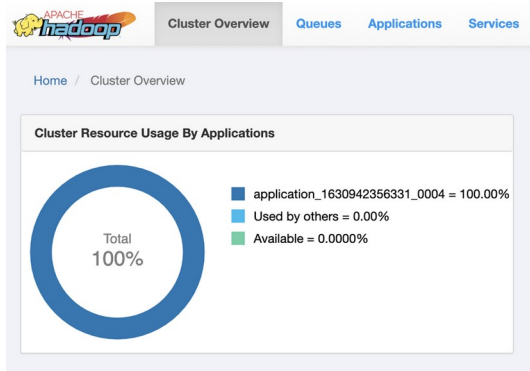 APACHE
hadoop
Cluster Overview Queues Applications Services
Home / Cluster Overview
Cluster Resource Usage By Applications
Total
100%
application_1630942356331_0004 = 100.00%
Used by others = 0.00%
Available = 0.0000%